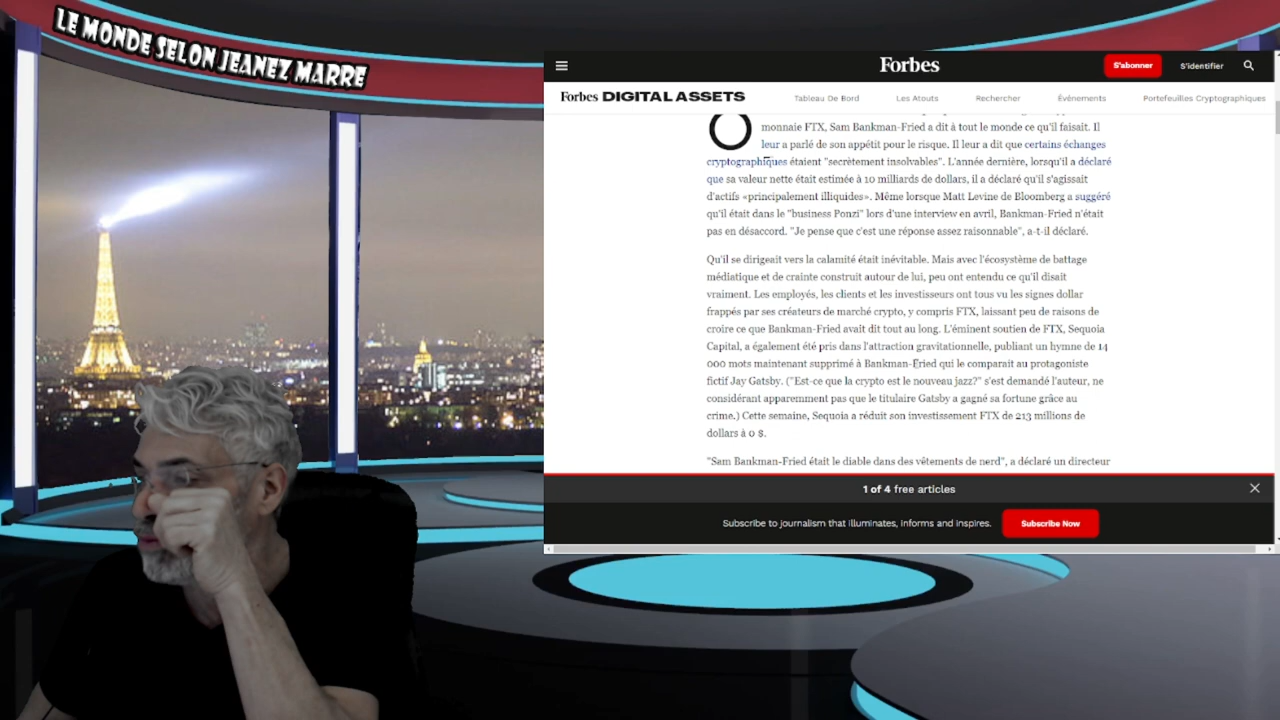 LE MONDE SELON JEANEZ MARRE
Forbes
S'abonner
S'identifier
Forbes DIGITAL ASSETS
Tableau De Bord
Les Atouts
Rechercher
Événements
Portefeuilles Cryptographiques
O monnaie FTX, Sam Bankman-Fried a dit à tout le monde ce qu'il faisait. Il
leur a parlé de son appétit pour le risque. Il leur a dit que certains échanges
cryptographiques étaient "secrètement insolvables". L'année dernière, lorsqu'il a déclaré
que sa valeur nette était estimée à 10 milliards de dollars, il a déclaré qu'il s'agissait
d'actifs «principalement illiquides». Même lorsque Matt Levine de Bloomberg a suggéré
qu'il était dans le "business Ponzi" lors d'une interview en avril, Bankman-Fried n'était
pas en désaccord. "Je pense que c'est une réponse assez raisonnable", a-t-il déclaré.
Qu'il se dirigeait vers la calamité était inévitable. Mais avec l'écosystème de battage
médiatique et de crainte construit autour de lui, peu ont entendu ce qu'il disait
vraiment. Les employés, les clients et les investisseurs ont tous vu les signes dollar
frappés par ses créateurs de marché crypto, y compris FTX, laissant peu de raisons de
croire ce que Bankman-Fried avait dit tout au long. L'éminent soutien de FTX, Sequoia
Capital, a également été pris dans l'attraction gravitationnelle, publiant un hymne de 14
000 mots maintenant supprimé à Bankman-Fried qui le comparait au protagoniste
fictif Jay Gatsby. ("Est-ce que la crypto est le nouveau jazz?" s'est demandé l'auteur, ne
considérant apparemment pas que le titulaire Gatsby a gagné sa fortune grâce au
crime.) Cette semaine, Sequoia a réduit son investissement FTX de 213 millions de
dollars à 0 $.
"Sam Bankman-Fried était le diable dans des vêtements de nerd", a déclaré un directeur
1 of 4 free articles
Subscribe to journalism that illuminates, informs and inspires.
Subscribe Now